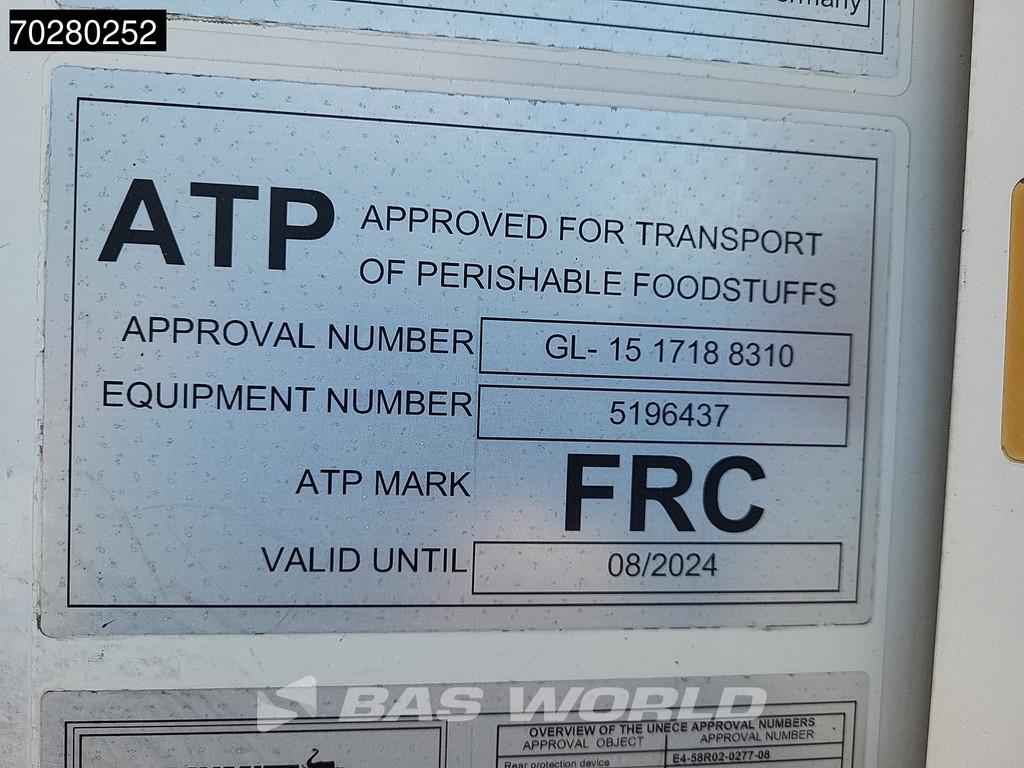 70280252
ATP APPROVED FOR TRANSPORT
OF PERISHABLE FOODSTUFFS
APPROVAL NUMBER GL- 15 1718 8310
EQUIPMENT NUMBER 5196437
ATP MARK FRC
VALID UNTIL 08/2024
BAS WORLD
OVERVIEW OF THE UNECE APPROVAL NUMBERS
APPROVAL OBJECT APPROVAL NUMBER
Rear protection device E4-58R02-0277-08